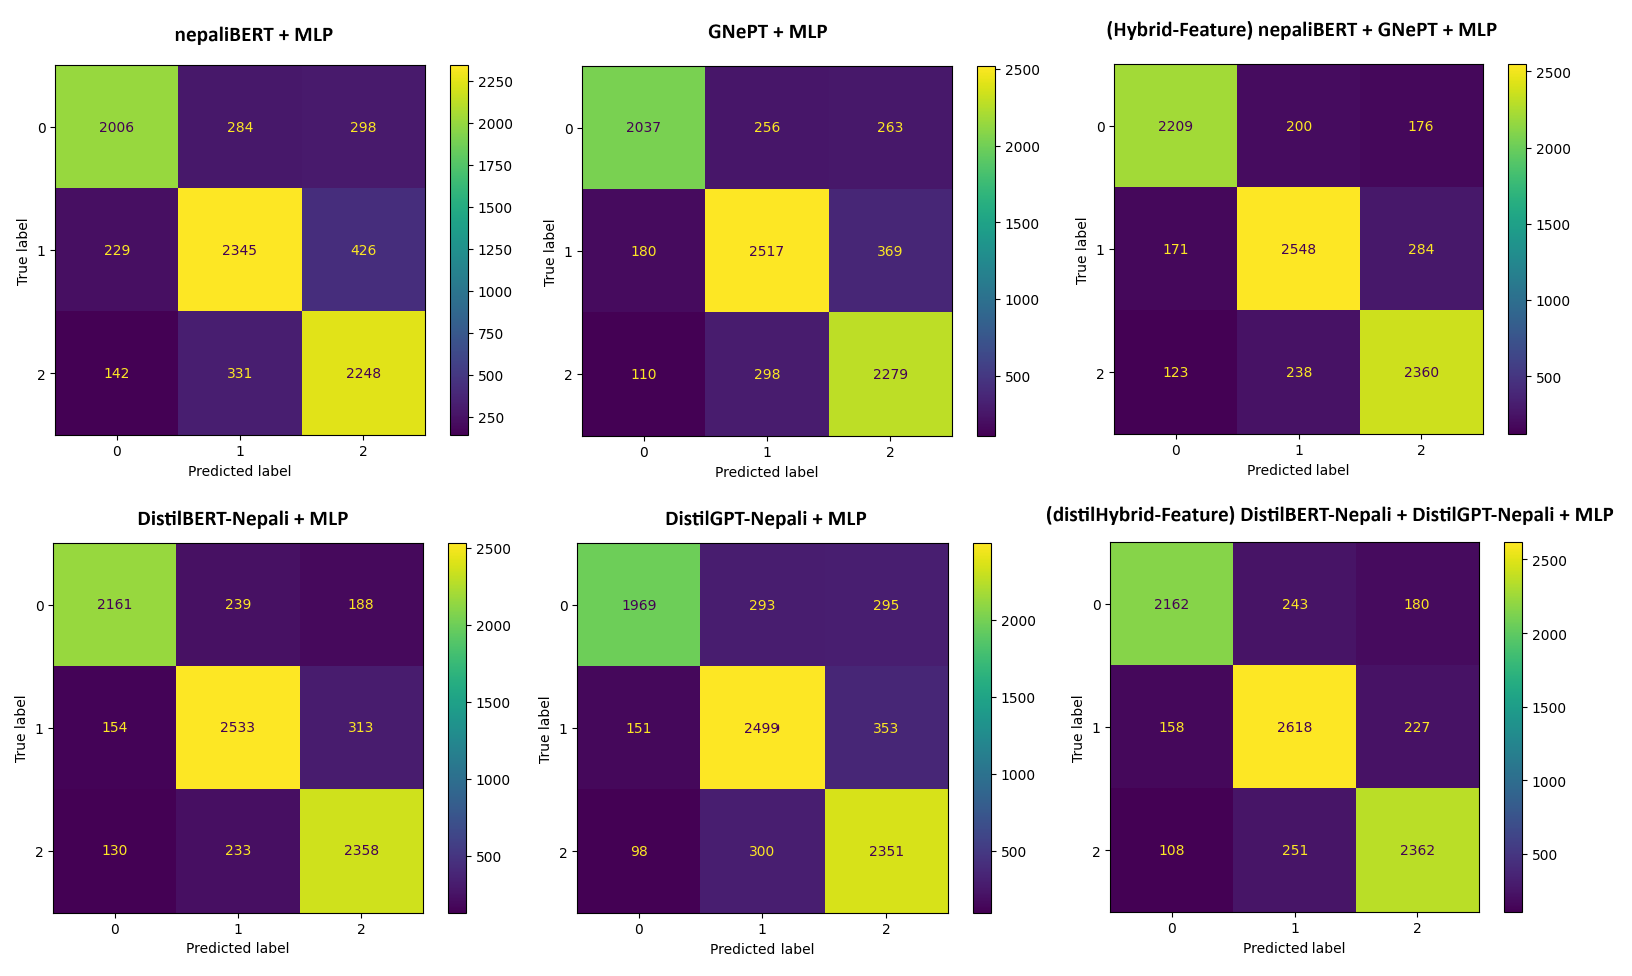 nepaliBERT + MLP
0 2006 284 298
1 229 2345 426
2 142 331 2248
0 1 2
True label
Predicted label
2250
2000
1750
1500
1250
1000
750
500
250
GNePT + MLP
0 2037 256 263
1 180 2517 369
2 110 298 2279
0 1 2
True label
Predicted label
2500
2000
1500
1000
500
(Hybrid-Feature) nepaliBERT + GNePT + MLP
0 2209 200 176
1 171 2548 284
2 123 238 2360
0 1 2
True label
Predicted label
2500
2000
1500
1000
500
DistilBERT-Nepali + MLP
0 2161 239 188
1 154 2533 313
2 130 233 2358
0 1 2
True label
Predicted label
2500
2000
1500
1000
500
DistilGPT-Nepali + MLP
0 1969 293 295
1 151 2499 353
2 98 300 2351
0 1 2
True label
Predicted label
2000
1500
1000
500
(distilHybrid-Feature) DistilBERT-Nepali + DistilGPT-Nepali + MLP
0 2162 243 180
1 158 2618 227
2 108 251 2362
0 1 2
True label
Predicted label
2500
2000
1500
1000
500